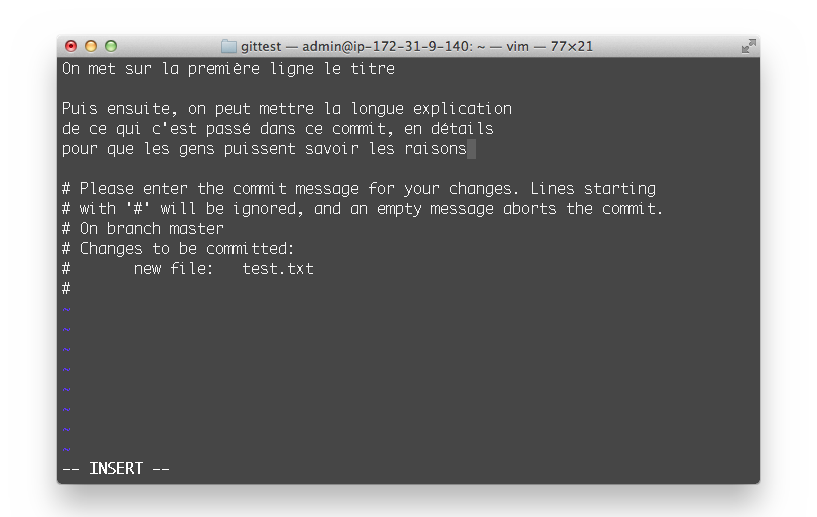 gittest — admin@ip-172-31-9-140: ~ — vim — 77×21
On met sur la première ligne le titre
Puis ensuite, on peut mettre la longue explication
de ce qui c'est passé dans ce commit, en détails
pour que les gens puissent savoir les raisons
# Please enter the commit message for your changes. Lines starting
# with '#' will be ignored, and an empty message aborts the commit.
# On branch master
# Changes to be committed:
#       new file:   test.txt
#
~
~
~
~
~
~
~
~
-- INSERT --